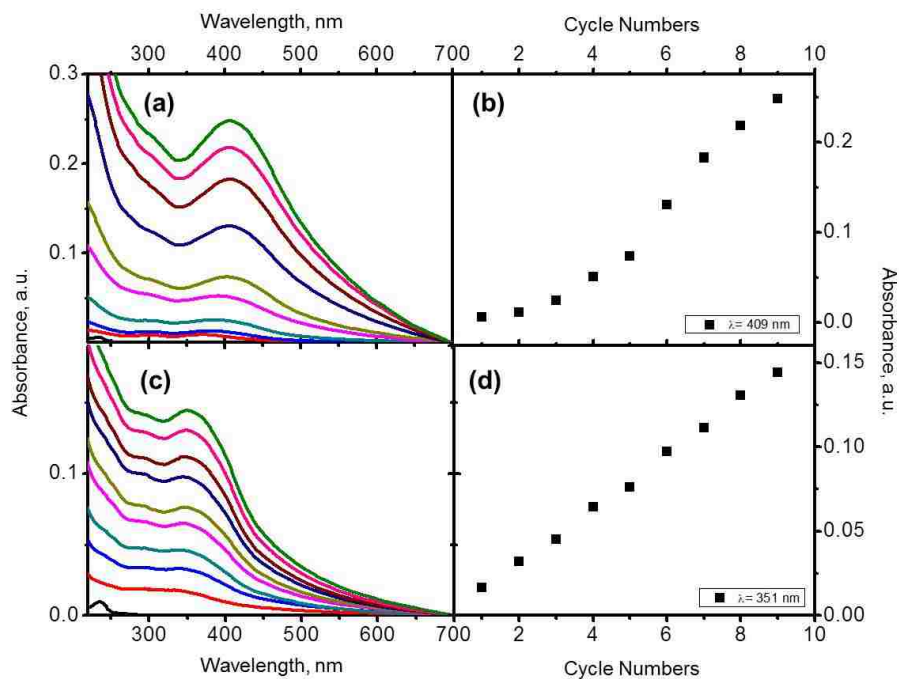 Wavelength, nm
Cycle Numbers
300 400 500 600 700
0 2 4 6 8 10
0.3
0.2
0.1
(a)
(b)
0.2
0.1
0.0
λ= 409 nm
Absorbance, a.u.
Absorbance, a.u.
(c)
(d)
0.1
0.0
0.15
0.10
0.05
0.00
λ= 351 nm
300 400 500 600 700
0 2 4 6 8 10
Wavelength, nm
Cycle Numbers